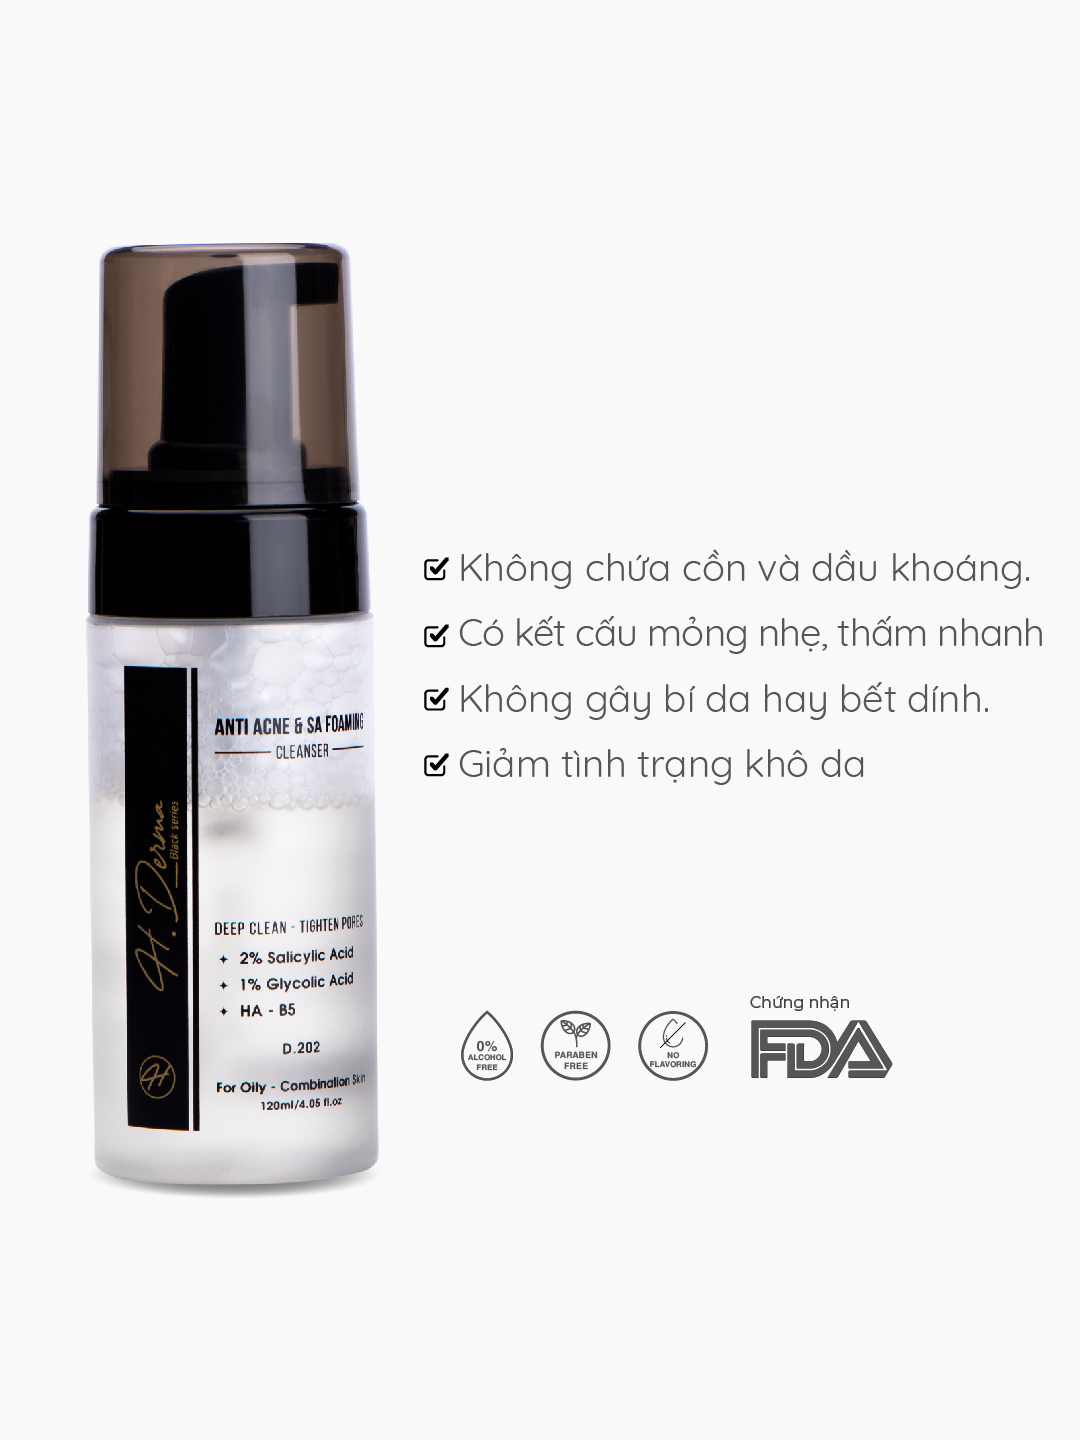 ANTI ACNE & SA FOAMING
CLEANSER
H. Derma
Black series
DEEP CLEAN - TIGHTEN PORES
✦ 2% Salicylic Acid
✦ 1% Glycolic Acid
✦ HA - B5
D.202
For Oily - Combination Skin
120ml/4.05 fl.oz
Không chứa cồn và dầu khoáng.
Có kết cấu mỏng nhẹ, thấm nhanh
Không gây bí da hay bết dính.
Giảm tình trạng khô da
0%
ALCOHOL
FREE
PARABEN
FREE
NO
FLAVORING
Chứng nhận
FDA